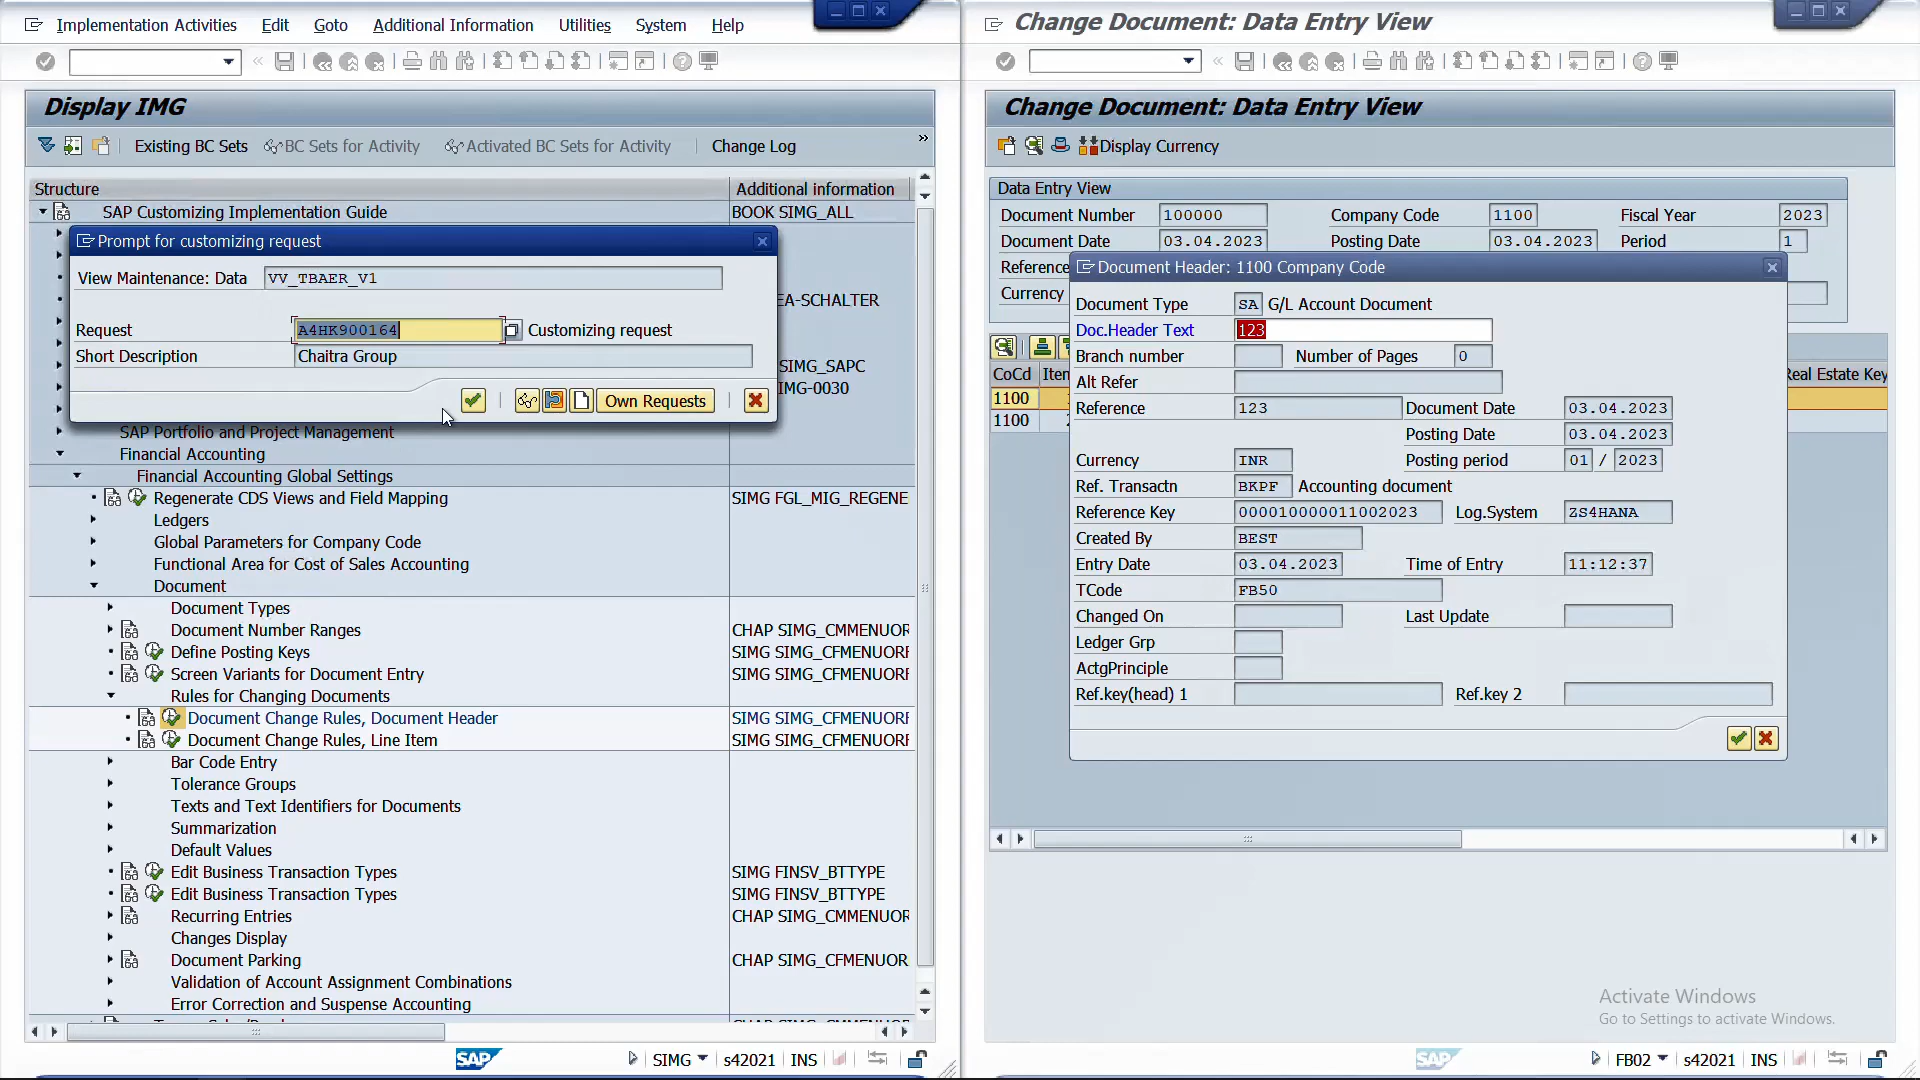 Implementation Activities Edit Goto Additional Information Utilities System Help
Display IMG
Existing BC Sets BC Sets for Activity Activated BC Sets for Activity Change Log »
Structure Additional information
SAP Customizing Implementation Guide BOOK SIMG_ALL
Prompt for customizing request
View Maintenance: Data VV_TBAER_V1
EA-SCHALTER
Request A4HK900164 Customizing request
Short Description Chaitra Group
SIMG_SAPC
IMG-0030
Own Requests
SAP Portfolio and Project Management
Financial Accounting
Financial Accounting Global Settings
Regenerate CDS Views and Field Mapping SIMG FGL_MIG_REGENE
Ledgers
Global Parameters for Company Code
Functional Area for Cost of Sales Accounting
Document
Document Types
Document Number Ranges CHAP SIMG_CMMENUOR
Define Posting Keys SIMG SIMG_CFMENUORF
Screen Variants for Document Entry SIMG SIMG_CFMENUORF
Rules for Changing Documents
Document Change Rules, Document Header SIMG SIMG_CFMENUORF
Document Change Rules, Line Item SIMG SIMG_CFMENUORF
Bar Code Entry
Tolerance Groups
Texts and Text Identifiers for Documents
Summarization
Default Values
Edit Business Transaction Types SIMG FINSV_BTTYPE
Edit Business Transaction Types SIMG FINSV_BTTYPE
Recurring Entries CHAP SIMG_CMMENUOR
Changes Display
Document Parking CHAP SIMG_CFMENUOR
Validation of Account Assignment Combinations
Error Correction and Suspense Accounting
SAP SIMG s42021 INS
Change Document: Data Entry View
Change Document: Data Entry View
Display Currency
Data Entry View
Document Number 100000 Company Code 1100 Fiscal Year 2023
Document Date 03.04.2023 Posting Date 03.04.2023 Period 1
Reference
Currency
CoCd Real Estate Key
1100
1100
Document Header: 1100 Company Code
Document Type SA G/L Account Document
Doc.Header Text 123
Branch number Number of Pages 0
Alt Refer
Reference 123 Document Date 03.04.2023
Posting Date 03.04.2023
Currency INR Posting period 01 / 2023
Ref. Transactn BKPF Accounting document
Reference Key 000010000011002023 Log.System ZS4HANA
Created By BEST
Entry Date 03.04.2023 Time of Entry 11:12:37
TCode FB50
Changed On Last Update
Ledger Grp
ActgPrinciple
Ref.key(head) 1 Ref.key 2
Activate Windows
Go to Settings to activate Windows.
SAP FB02 s42021 INS